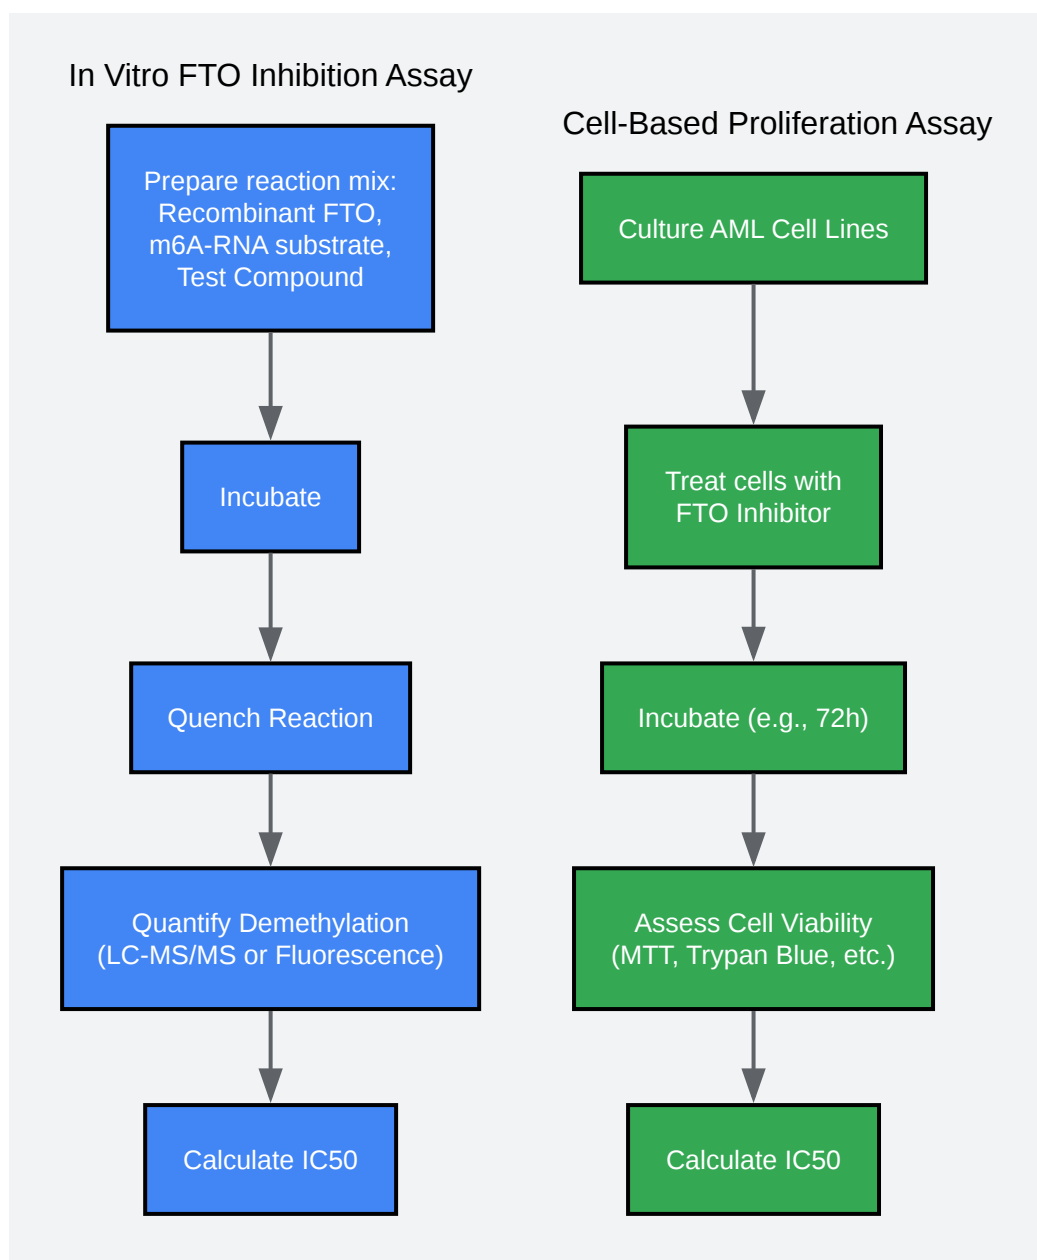 In Vitro FTO Inhibition Assay
Prepare reaction mix:
Recombinant FTO,
m6A-RNA substrate,
Test Compound
Incubate
Quench Reaction
Quantify Demethylation
(LC-MS/MS or Fluorescence)
Calculate IC50
Cell-Based Proliferation Assay
Culture AML Cell Lines
Treat cells with
FTO Inhibitor
Incubate (e.g., 72h)
Assess Cell Viability
(MTT, Trypan Blue, etc.)
Calculate IC50